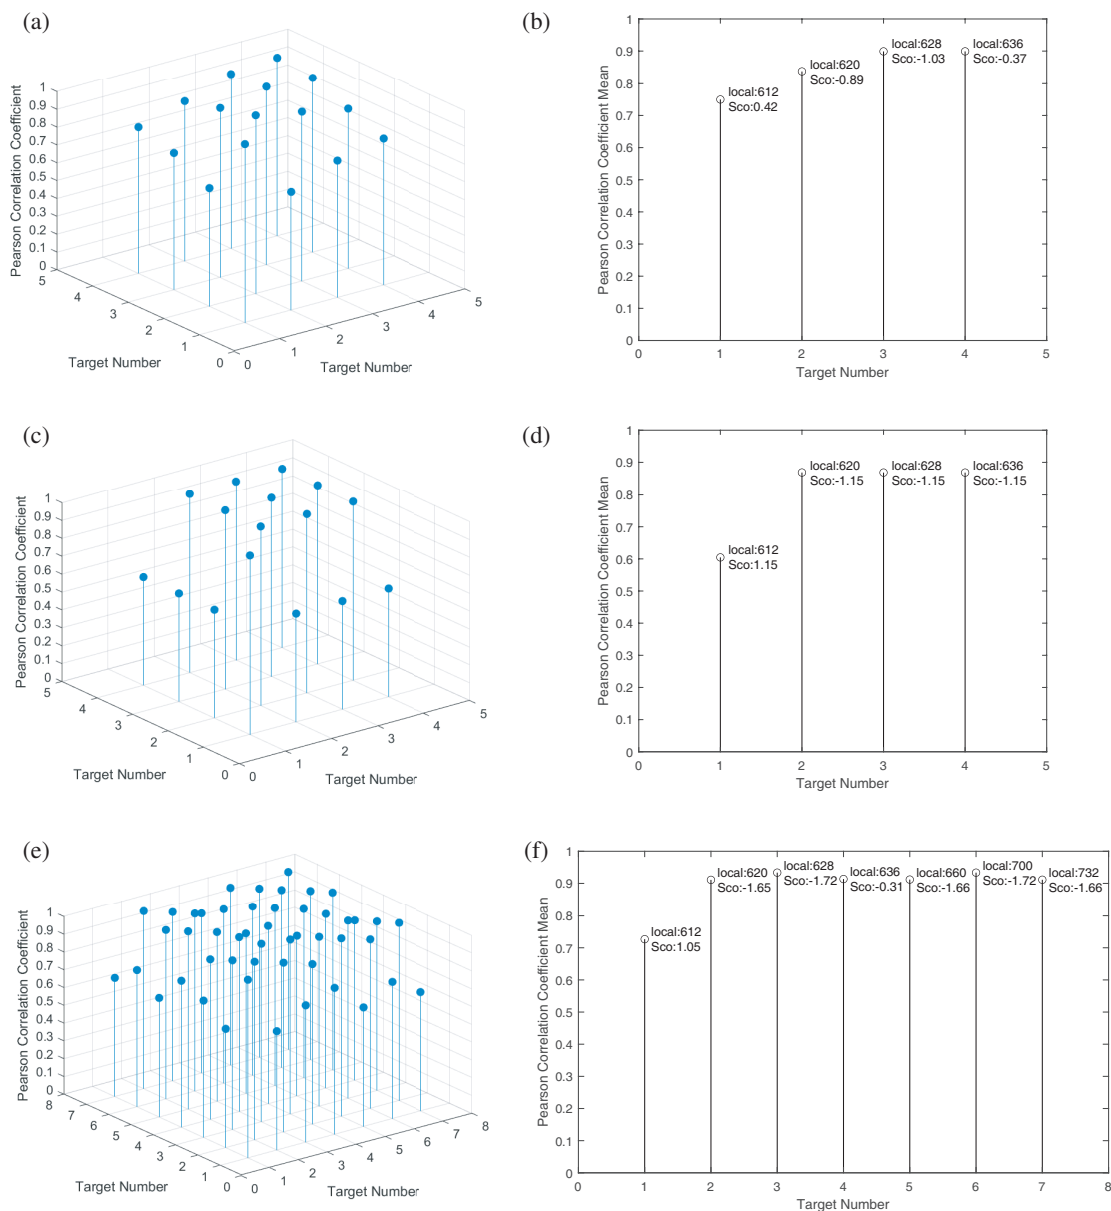 (a)
1
0.9
0.8
0.7
0.6
0.5
0.4
0.3
0.2
0.1
0
Pearson Correlation Coefficient
5
4
3
2
1
0
Target Number
0
1
2
3
4
5
Target Number
(b)
1
0.9
0.8
0.7
0.6
0.5
0.4
0.3
0.2
0.1
0
Pearson Correlation Coefficient Mean
local:612
Sco:0.42
local:620
Sco:-0.89
local:628
Sco:-1.03
local:636
Sco:-0.37
0
1
2
3
4
5
Target Number
(c)
1
0.9
0.8
0.7
0.6
0.5
0.4
0.3
0.2
0.1
0
Pearson Correlation Coefficient
5
4
3
2
1
0
Target Number
0
1
2
3
4
5
Target Number
(d)
1
0.9
0.8
0.7
0.6
0.5
0.4
0.3
0.2
0.1
0
Pearson Correlation Coefficient Mean
local:612
Sco:1.15
local:620
Sco:-1.15
local:628
Sco:-1.15
local:636
Sco:-1.15
0
1
2
3
4
5
Target Number
(e)
1
0.9
0.8
0.7
0.6
0.5
0.4
0.3
0.2
0.1
0
Pearson Correlation Coefficient
8
7
6
5
4
3
2
1
0
Target Number
0
1
2
3
4
5
6
7
8
Target Number
(f)
1
0.9
0.8
0.7
0.6
0.5
0.4
0.3
0.2
0.1
0
Pearson Correlation Coefficient Mean
local:612
Sco:1.05
local:620
Sco-1.65
local:628
Sco:-1.72
local:636
Sco:-0.31
local:660
Sco:-1.66
local:700
Sco:-1.72
local:732
Sco:-1.66
0
1
2
3
4
5
6
7
8
Target Number